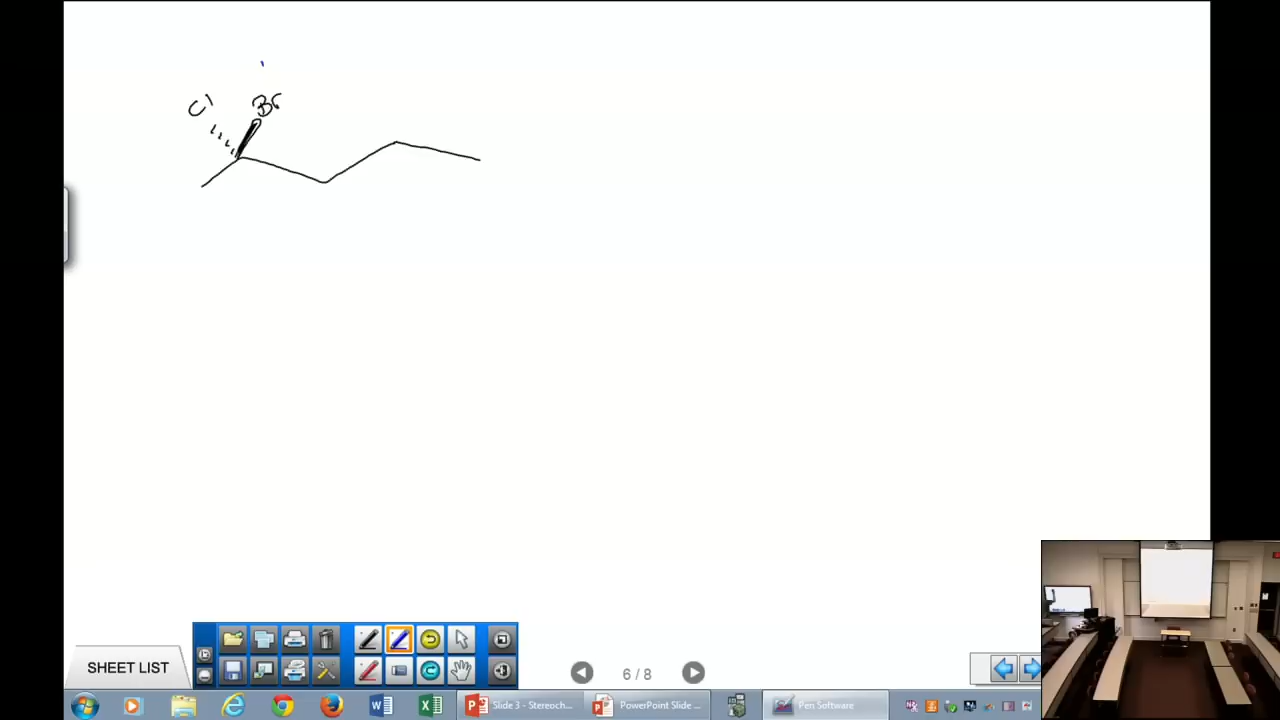 Cl Br
SHEET LIST
6 / 8
Slide 3 - Stereoch...
PowerPoint Slide ...
Pen Software